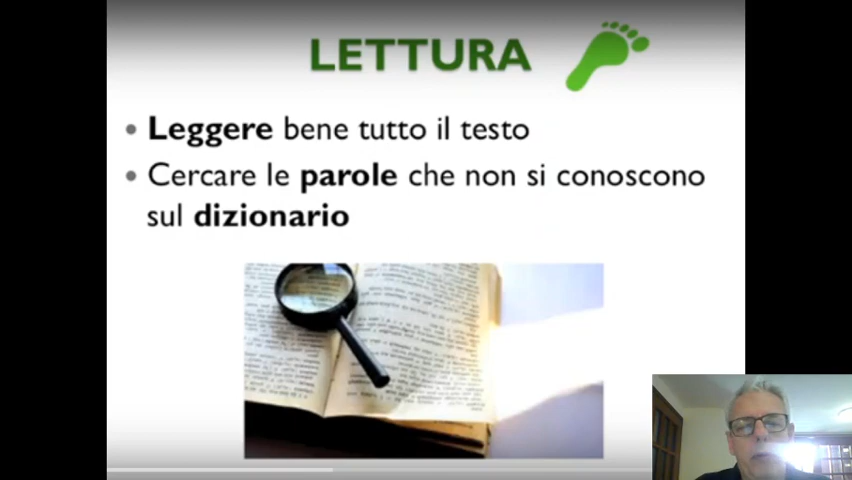 LETTURA
• Leggere bene tutto il testo
• Cercare le parole che non si conoscono
sul dizionario